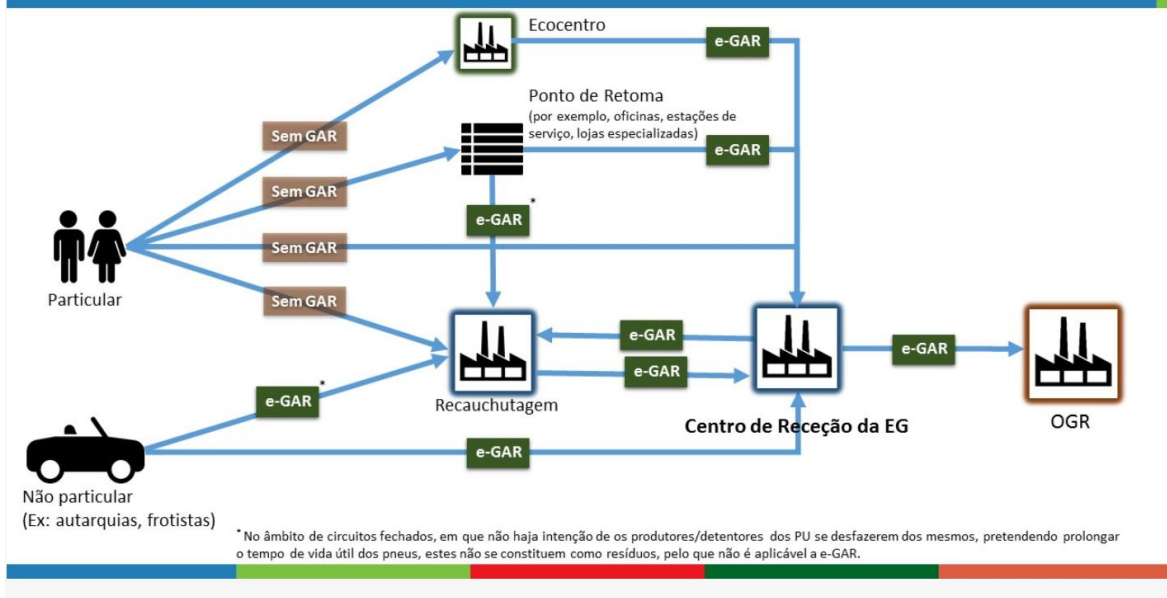 Ecocentro
e-GAR
Ponto de Retoma
(por exemplo, oficinas, estações de
serviço, lojas especializadas)
e-GAR
Sem GAR
Sem GAR
e-GAR *
Sem GAR
Particular
Sem GAR
e-GAR
e-GAR
e-GAR
e-GAR *
Recauchutagem
Centro de Receção da EG
OGR
e-GAR
Não particular
(Ex: autarquias, frotistas)
* No âmbito de circuitos fechados, em que não haja intenção de os produtores/detentores dos PU se desfazerem dos mesmos, pretendendo prolongar
o tempo de vida útil dos pneus, estes não se constituem como resíduos, pelo que não é aplicável a e-GAR.